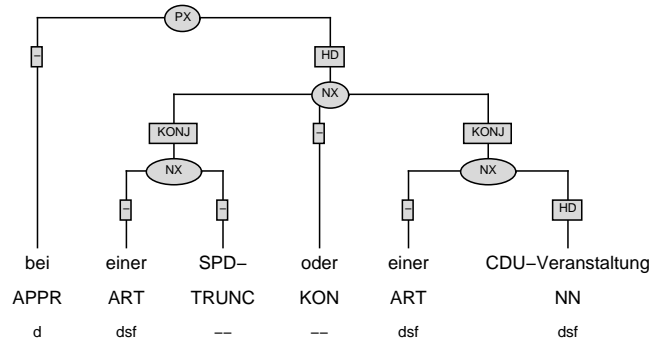 PX
– HD
NX
KONJ – KONJ
NX NX
– – – HD
bei einer SPD– oder einer CDU–Veranstaltung
APPR ART TRUNC KON ART NN
d dsf –– –– dsf dsf